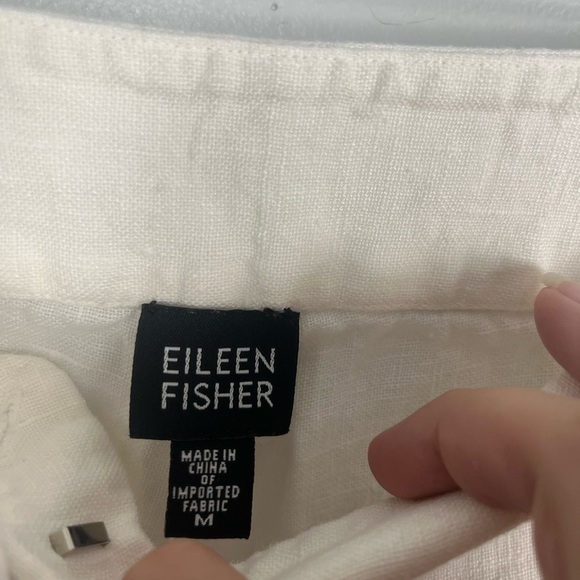 EILEEN
FISHER
MADE IN
CHINA
OF
IMPORTED
FABRIC
M